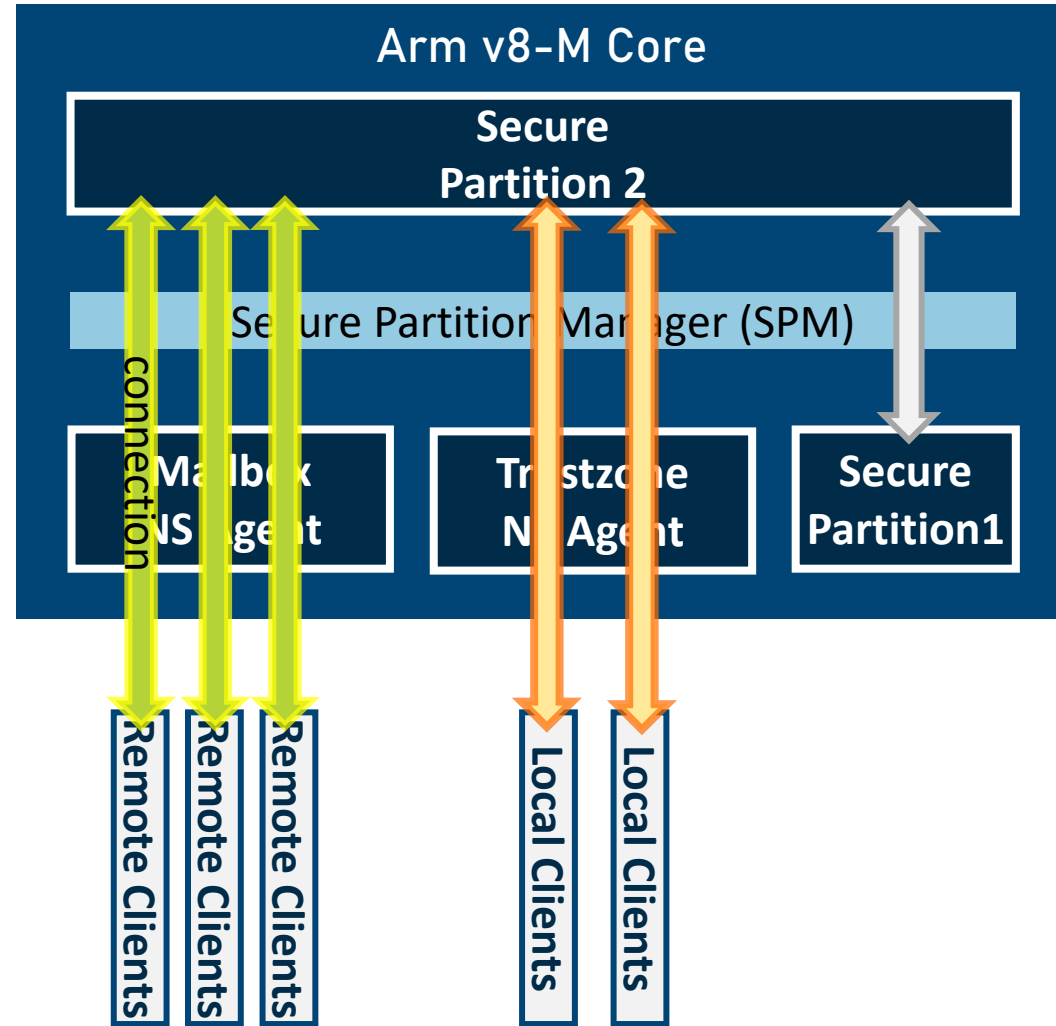 Arm v8-M Core
Secure
Partition 2
Secure Partition Manager (SPM)
connection
Mailbox
NS Agent
Trustzone
NS Agent
Secure
Partition1
Remote Clients
Remote Clients
Remote Clients
Local Clients
Local Clients